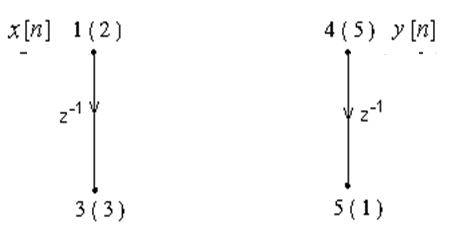 x[n] 1(2) 4(5) y[n]
z⁻¹ z⁻¹
3(3) 5(1)